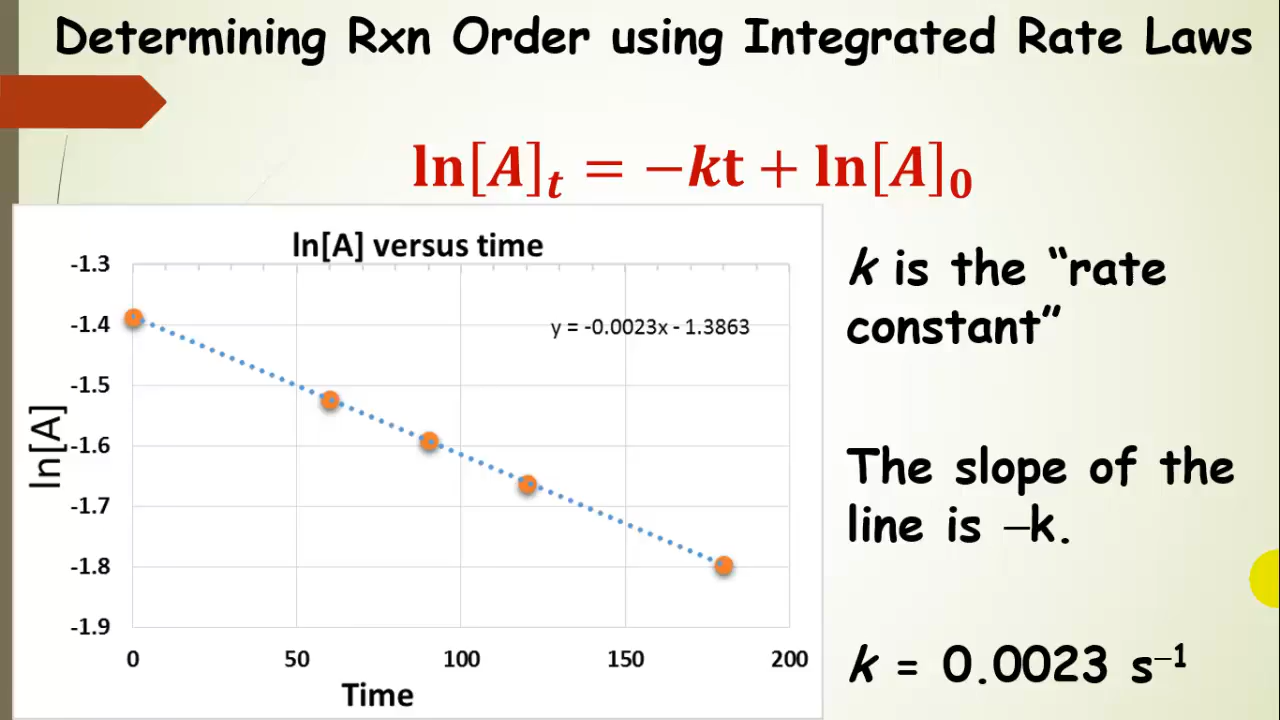 Determining Rxn Order using Integrated Rate Laws
ln[A]ₜ = −kt + ln[A]₀
ln[A] versus time
y = -0.0023x - 1.3863
-1.3
-1.4
-1.5
-1.6
-1.7
-1.8
-1.9
ln[A]
0 50 100 150 200
Time
k is the “rate
constant”
The slope of the
line is –k.
k = 0.0023 s⁻¹